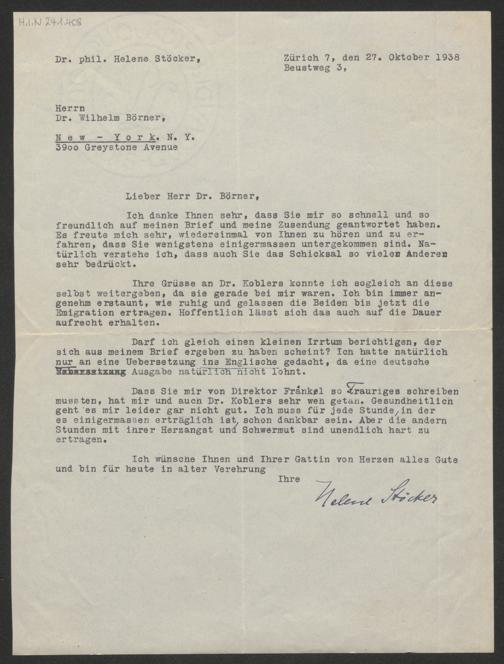 H.I.N 241.408
Dr. phil. Helene Stöcker,
Zürich 7, den 27. Oktober 1938
Beustweg 3,
Herrn
Dr. Wilhelm Börner,
New - York. N. Y.
39oo Greystone Avenue
Lieber Herr Dr. Börner,
Ich danke Ihnen sehr, dass Sie mir so schnell und so
freundlich auf meinen Brief und meine Zusendung geantwortet haben.
Es freute mich sehr, wiedereinmal von Ihnen zu hören und zu er-
fahren, dass Sie wenigstens einigermassen untergekommen sind. Na-
türlich verstehe ich, dass auch Sie das Schicksal so vieler Anderen
sehr bedrückt.
Ihre Grüsse an Dr. Koblers konnte ich sogleich an diese
selbst weitergeben, da sie gerade bei mir waren. Ich bin immer an-
genehm erstaunt, wie ruhig und gelassen die Beiden bis jetzt die
Emigration ertragen. Hoffentlich lässt sich das auch auf die Dauer
aufrecht erhalten.
Darf ich gleich einen kleinen Irrtum berichtigen, der
sich aus meinem Brief ergeben zu haben scheint? Ich hatte natürlich
nur an eine Uebersetzung ins Englische gedacht, da eine deutsche
Uebersetzung Ausgabe natürlich nicht lohnt.
Dass Sie mir von Direktor Fränkel so Trauriges schreiben
mussten, hat mir und auch Dr. Koblers sehr weh getan. Gesundheitlich
geht es mir leider gar nicht gut. Ich muss für jede Stunde, in der
es einigermassen erträglich ist, schon dankbar sein. Aber die andern
Stunden mit ihrer Herzangst und Schwermut sind unendlich hart zu
ertragen.
Ich wünsche Ihnen und Ihrer Gattin von Herzen alles Gute
und bin für heute in alter Verehrung
Ihre
Helene Stöcker